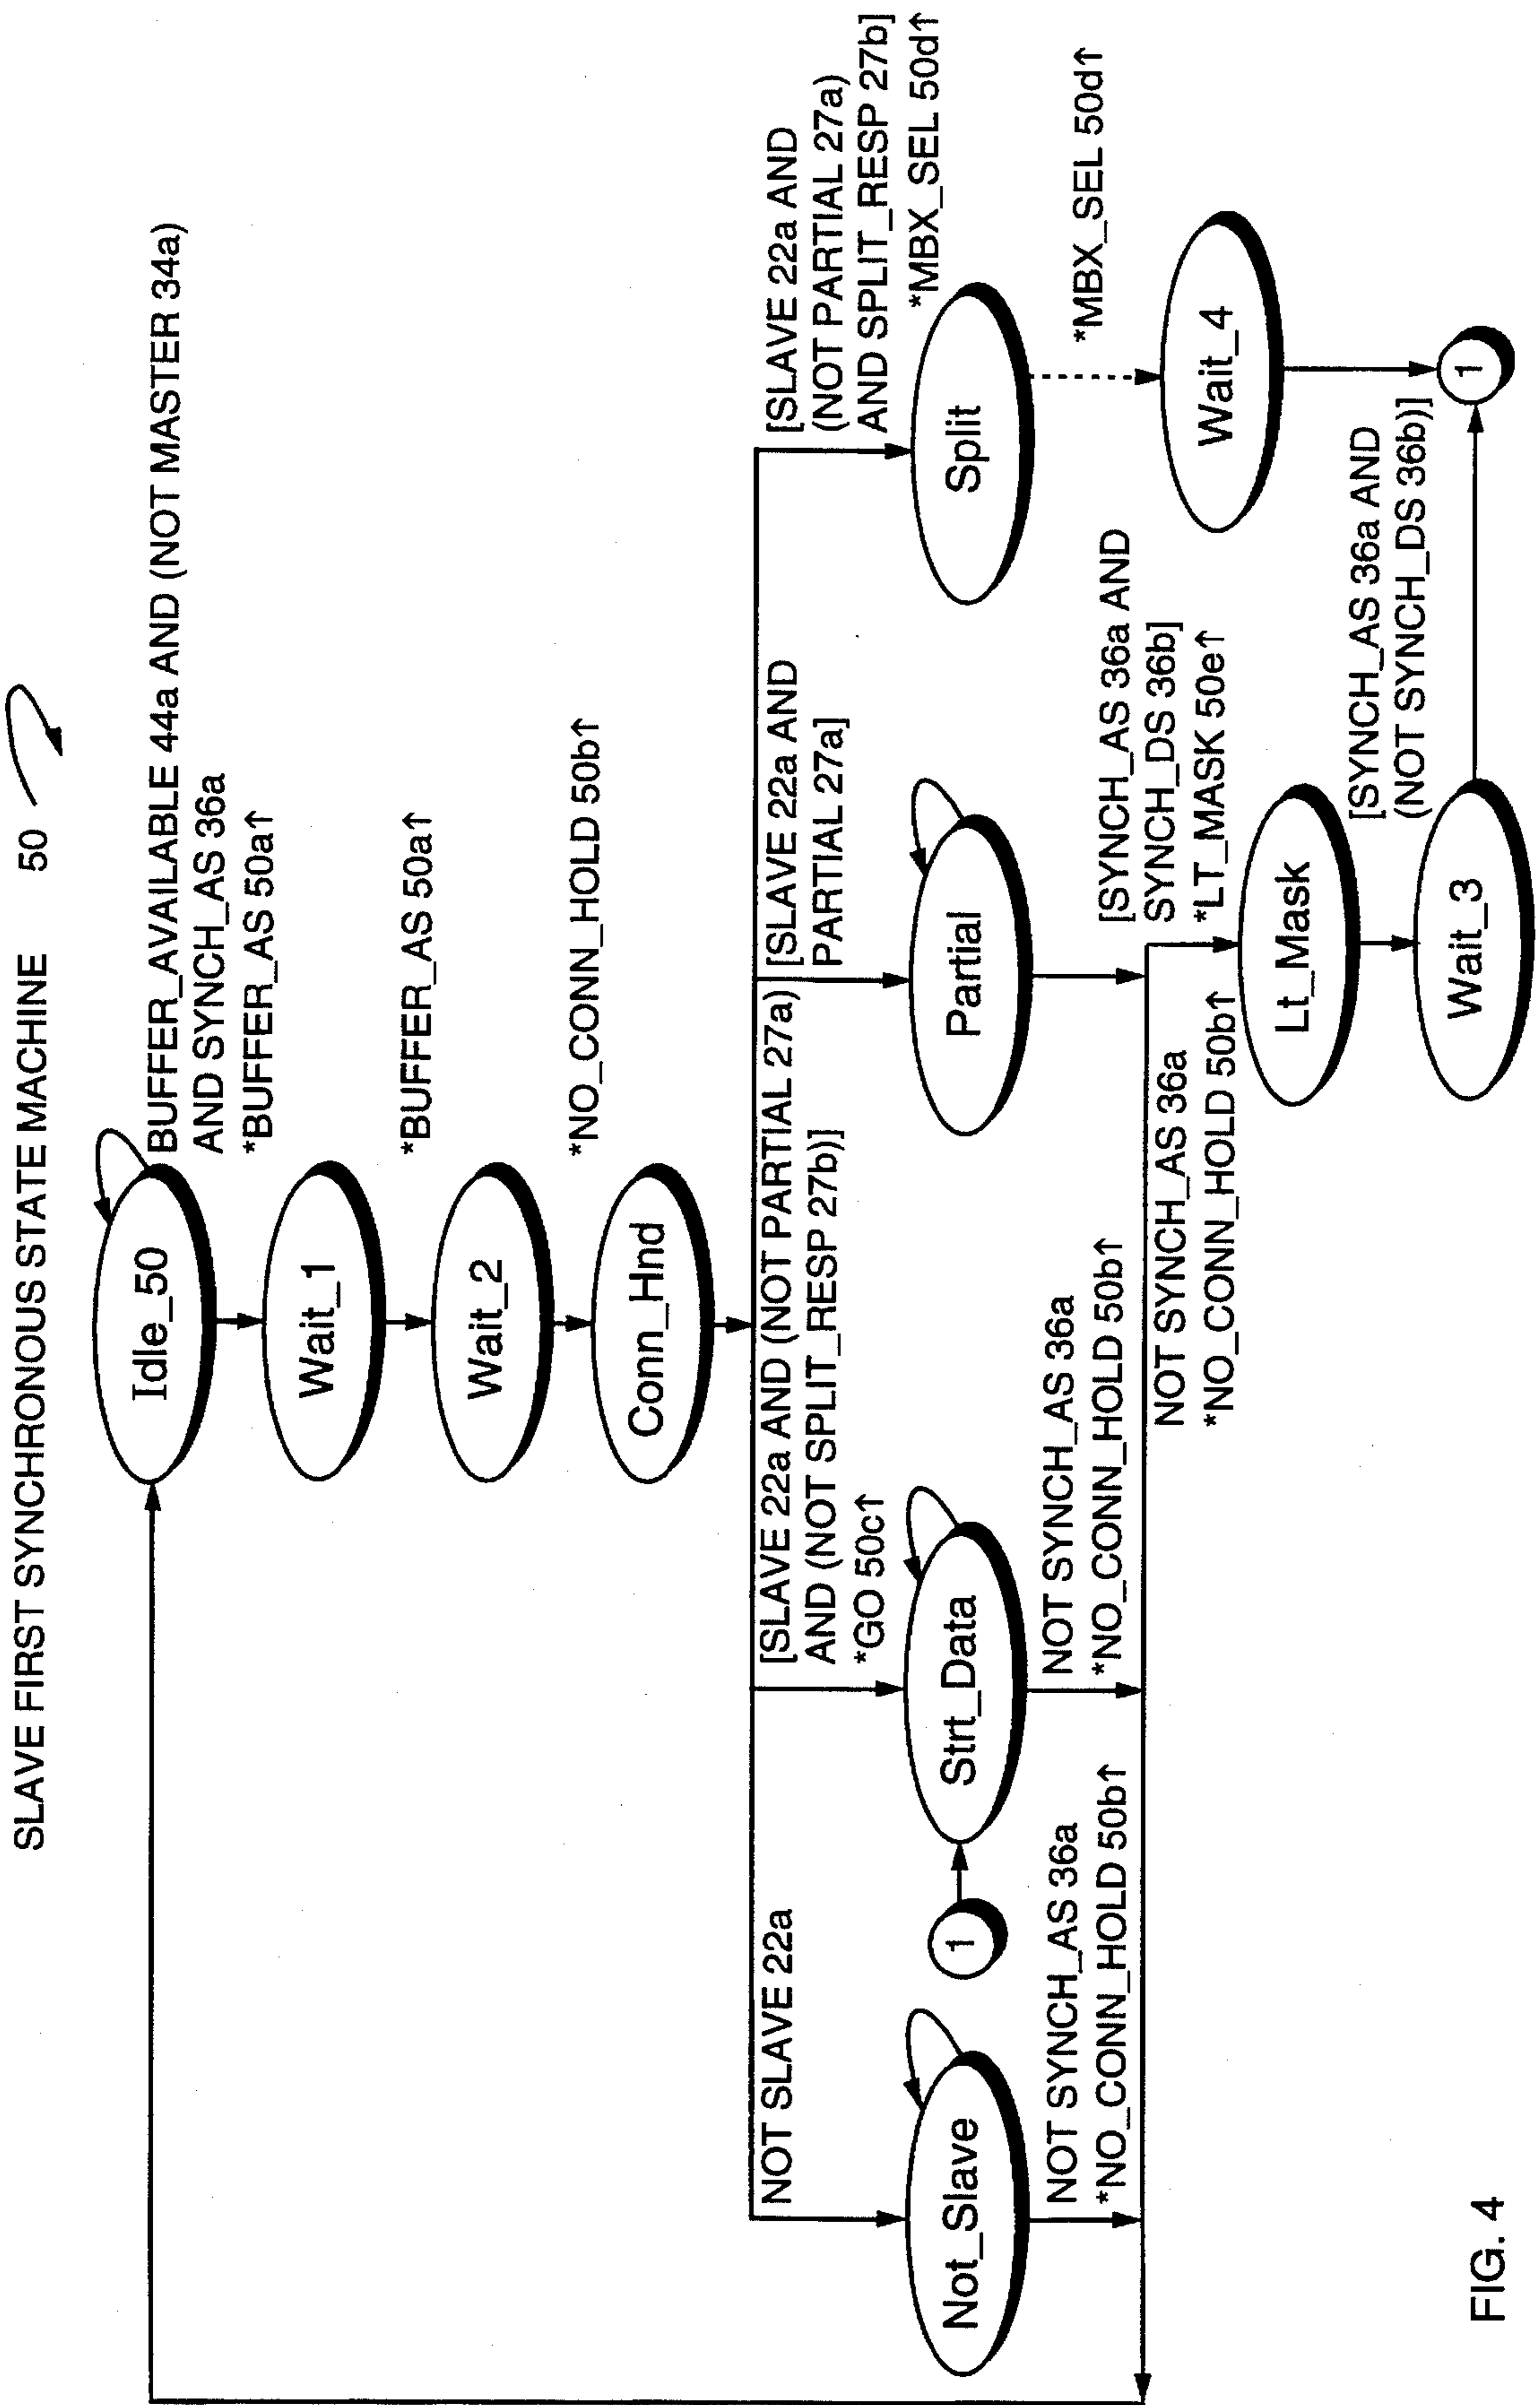 SLAVE FIRST SYNCHRONOUS STATE MACHINE 50
Idle_50
BUFFER_AVAILABLE 44a AND (NOT MASTER 34a)
AND SYNCH_AS 36a
*BUFFER_AS 50a↑
Wait_1
*BUFFER_AS 50a↑
Wait_2
*NO_CONN_HOLD 50b↑
Conn_Hnd
NOT SLAVE 22a
[SLAVE 22a AND (NOT PARTIAL 27a)
AND (NOT SPLIT_RESP 27b)]
*GO 50c↑
[SLAVE 22a AND
PARTIAL 27a]
[SLAVE 22a AND
(NOT PARTIAL 27a)
AND SPLIT_RESP 27b]
*MBX_SEL 50d↑
Not_Slave
1
Strt_Data
Partial
Split
NOT SYNCH_AS 36a
*NO_CONN_HOLD 50b↑
NOT SYNCH_AS 36a
*NO_CONN_HOLD 50b↑
[SYNCH_AS 36a AND
SYNCH_DS 36b]
*LT_MASK 50e↑
*MBX_SEL 50d↑
NOT SYNCH_AS 36a
*NO_CONN_HOLD 50b↑
Lt_Mask
Wait_4
[SYNCH_AS 36a AND
(NOT SYNCH_DS 36b)]
Wait_3
1
FIG. 4